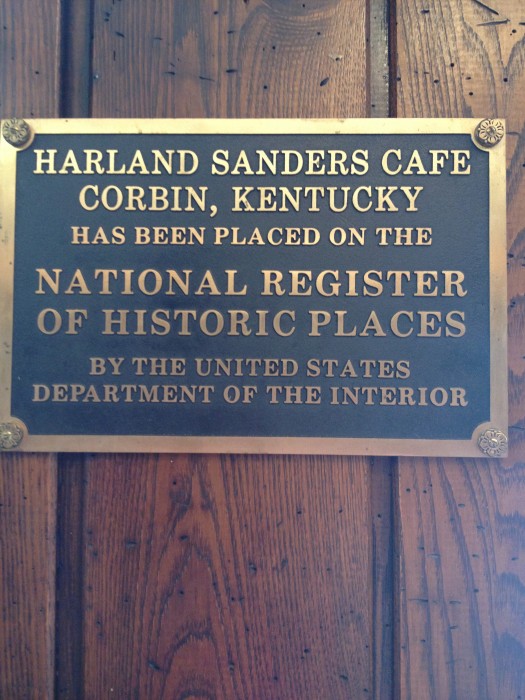 HARLAND SANDERS CAFE
CORBIN, KENTUCKY
HAS BEEN PLACED ON THE
NATIONAL REGISTER
OF HISTORIC PLACES
BY THE UNITED STATES
DEPARTMENT OF THE INTERIOR